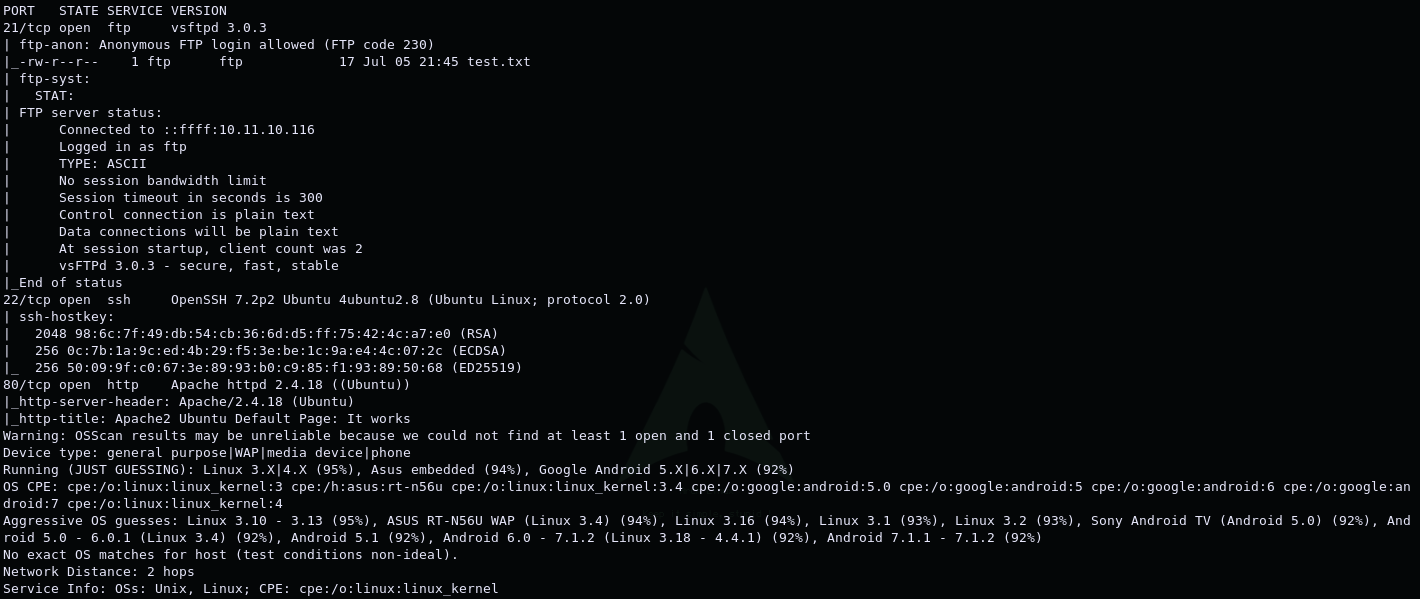 PORT   STATE SERVICE VERSION
21/tcp open  ftp     vsftpd 3.0.3
| ftp-anon: Anonymous FTP login allowed (FTP code 230)
|_-rw-r--r--    1 ftp      ftp            17 Jul 05 21:45 test.txt
| ftp-syst:
|   STAT:
| FTP server status:
|      Connected to ::ffff:10.11.10.116
|      Logged in as ftp
|      TYPE: ASCII
|      No session bandwidth limit
|      Session timeout in seconds is 300
|      Control connection is plain text
|      Data connections will be plain text
|      At session startup, client count was 2
|      vsFTPd 3.0.3 - secure, fast, stable
|_End of status
22/tcp open  ssh     OpenSSH 7.2p2 Ubuntu 4ubuntu2.8 (Ubuntu Linux; protocol 2.0)
| ssh-hostkey:
|   2048 98:6c:7f:49:db:54:cb:36:6d:d5:ff:75:42:4c:a7:e0 (RSA)
|   256 0c:7b:1a:9c:ed:4b:29:f5:3e:be:1c:9a:e4:4c:07:2c (ECDSA)
|_  256 50:09:9f:c0:67:3e:89:93:b0:c9:85:f1:93:89:50:68 (ED25519)
80/tcp open  http    Apache httpd 2.4.18 ((Ubuntu))
|_http-server-header: Apache/2.4.18 (Ubuntu)
|_http-title: Apache2 Ubuntu Default Page: It works
Warning: OSScan results may be unreliable because we could not find at least 1 open and 1 closed port
Device type: general purpose|WAP|media device|phone
Running (JUST GUESSING): Linux 3.X|4.X (95%), Asus embedded (94%), Google Android 5.X|6.X|7.X (92%)
OS CPE: cpe:/o:linux:linux_kernel:3 cpe:/h:asus:rt-n56u cpe:/o:linux:linux_kernel:3.4 cpe:/o:google:android:5.0 cpe:/o:google:android:5 cpe:/o:google:android:6 cpe:/o:google:an
droid:7 cpe:/o:linux:linux_kernel:4
Aggressive OS guesses: Linux 3.10 - 3.13 (95%), ASUS RT-N56U WAP (Linux 3.4) (94%), Linux 3.16 (94%), Linux 3.1 (93%), Linux 3.2 (93%), Sony Android TV (Android 5.0) (92%), And
roid 5.0 - 6.0.1 (Linux 3.4) (92%), Android 5.1 (92%), Android 6.0 - 7.1.2 (Linux 3.18 - 4.4.1) (92%), Android 7.1.1 - 7.1.2 (92%)
No exact OS matches for host (test conditions non-ideal).
Network Distance: 2 hops
Service Info: OSs: Unix, Linux; CPE: cpe:/o:linux:linux_kernel